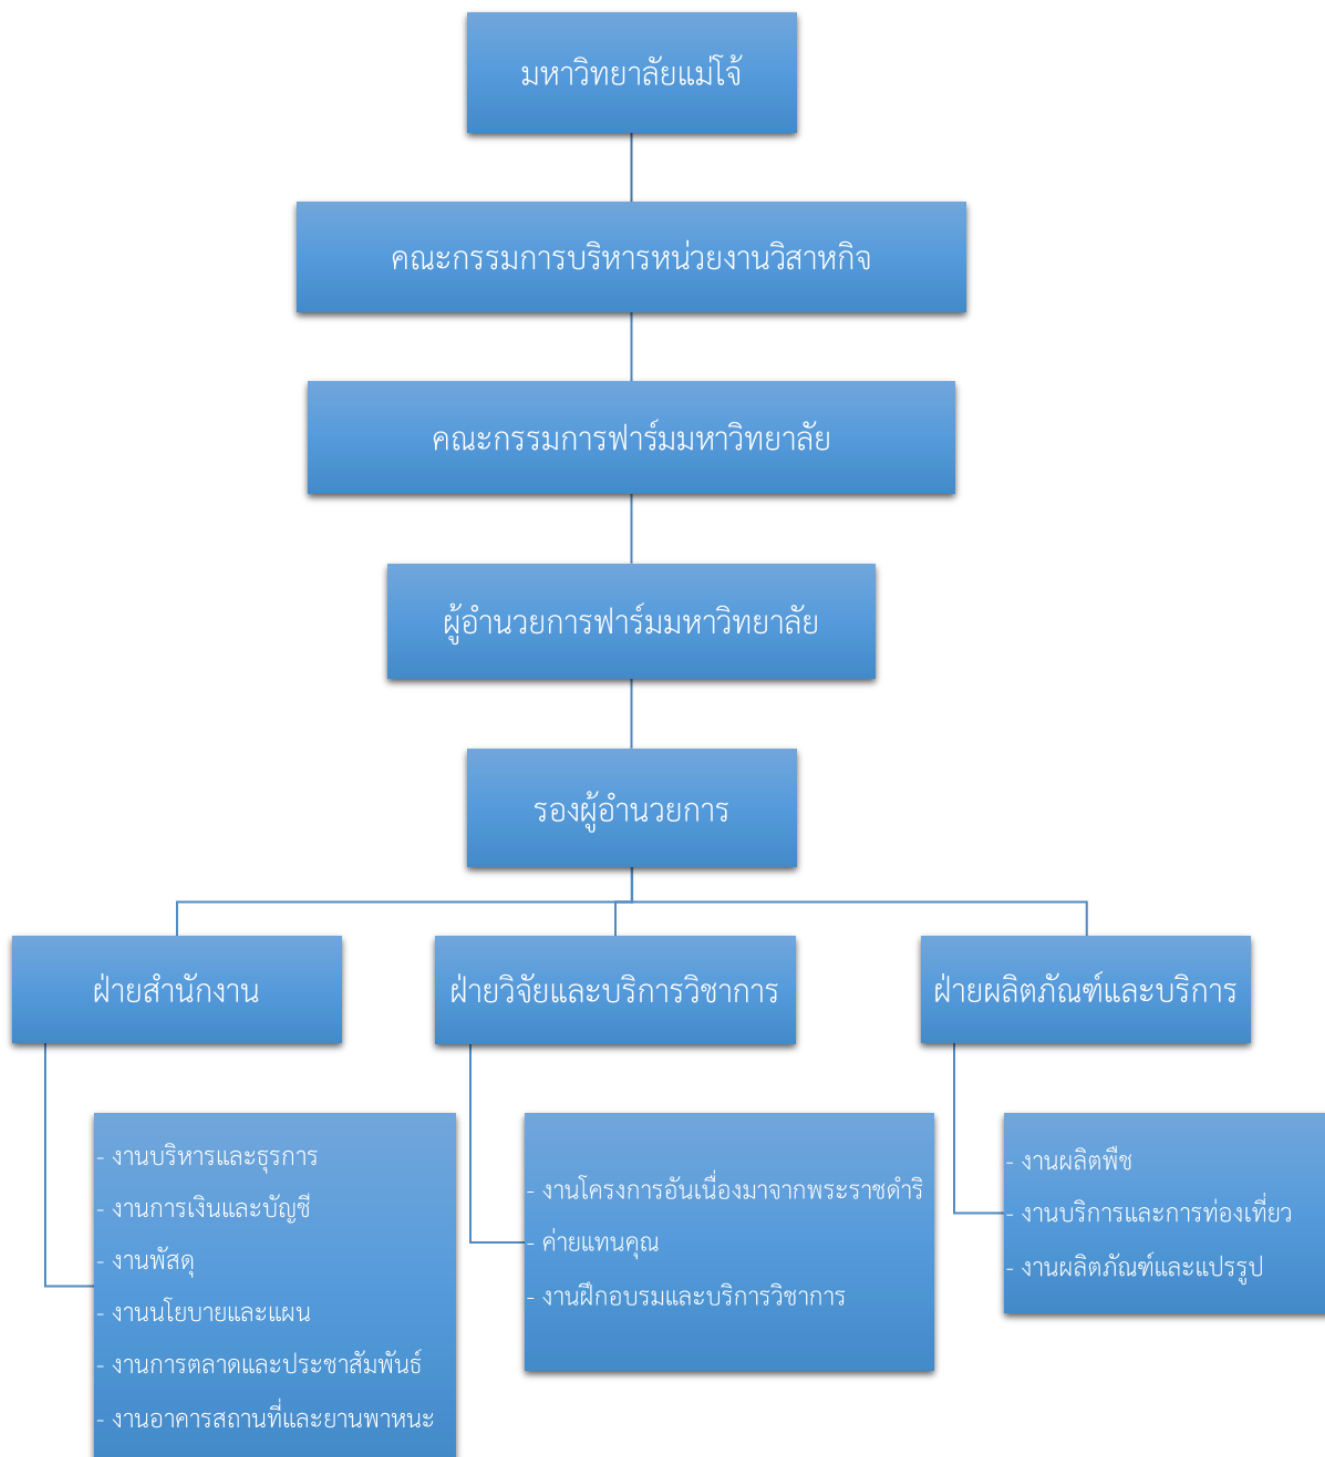 มหาวิทยาลัยแม่โจ้
คณะกรรมการบริหารหน่วยงานวิสาหกิจ
คณะกรรมการฟาร์มมหาวิทยาลัย
ผู้อำนวยการฟาร์มมหาวิทยาลัย
รองผู้อำนวยการ
ฝ่ายสำนักงาน
- งานบริหารและธุรการ
- งานการเงินและบัญชี
- งานพัสดุ
- งานนโยบายและแผน
- งานการตลาดและประชาสัมพันธ์
- งานอาคารสถานที่และยานพาหนะ
ฝ่ายวิจัยและบริการวิชาการ
- งานโครงการอันเนื่องมาจากพระราชดำริ
- ค่ายแทนคุณ
- งานฝึกอบรมและบริการวิชาการ
ฝ่ายผลิตภัณฑ์และบริการ
- งานผลิตพืช
- งานบริการและการท่องเที่ยว
- งานผลิตภัณฑ์และแปรรูป